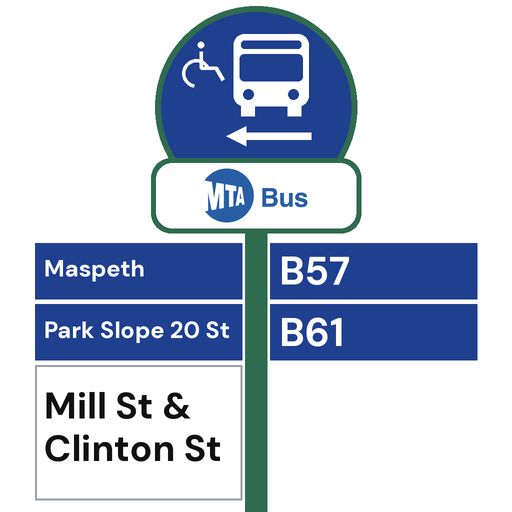 MTA Bus
Maspeth B57
Park Slope 20 St B61
Mill St &
Clinton St